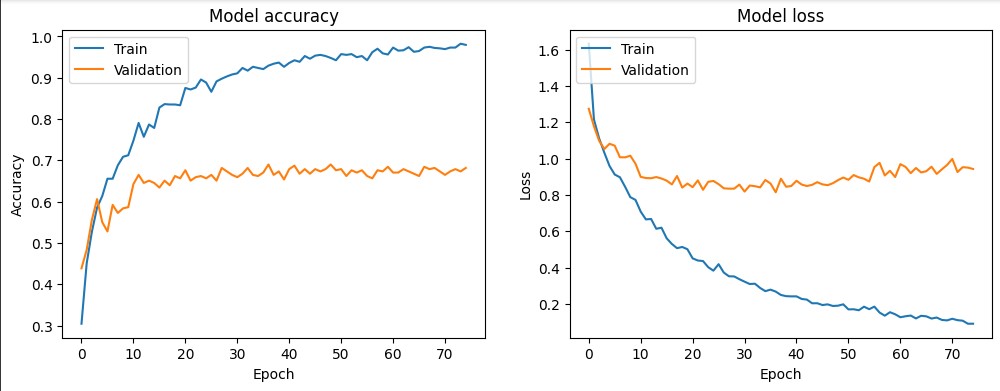 Model accuracy
Train
Validation
1.0
0.9
0.8
0.7
0.6
0.5
0.4
0.3
Accuracy
0 10 20 30 40 50 60 70
Epoch
Model loss
Train
Validation
1.6
1.4
1.2
1.0
0.8
0.6
0.4
0.2
Loss
0 10 20 30 40 50 60 70
Epoch